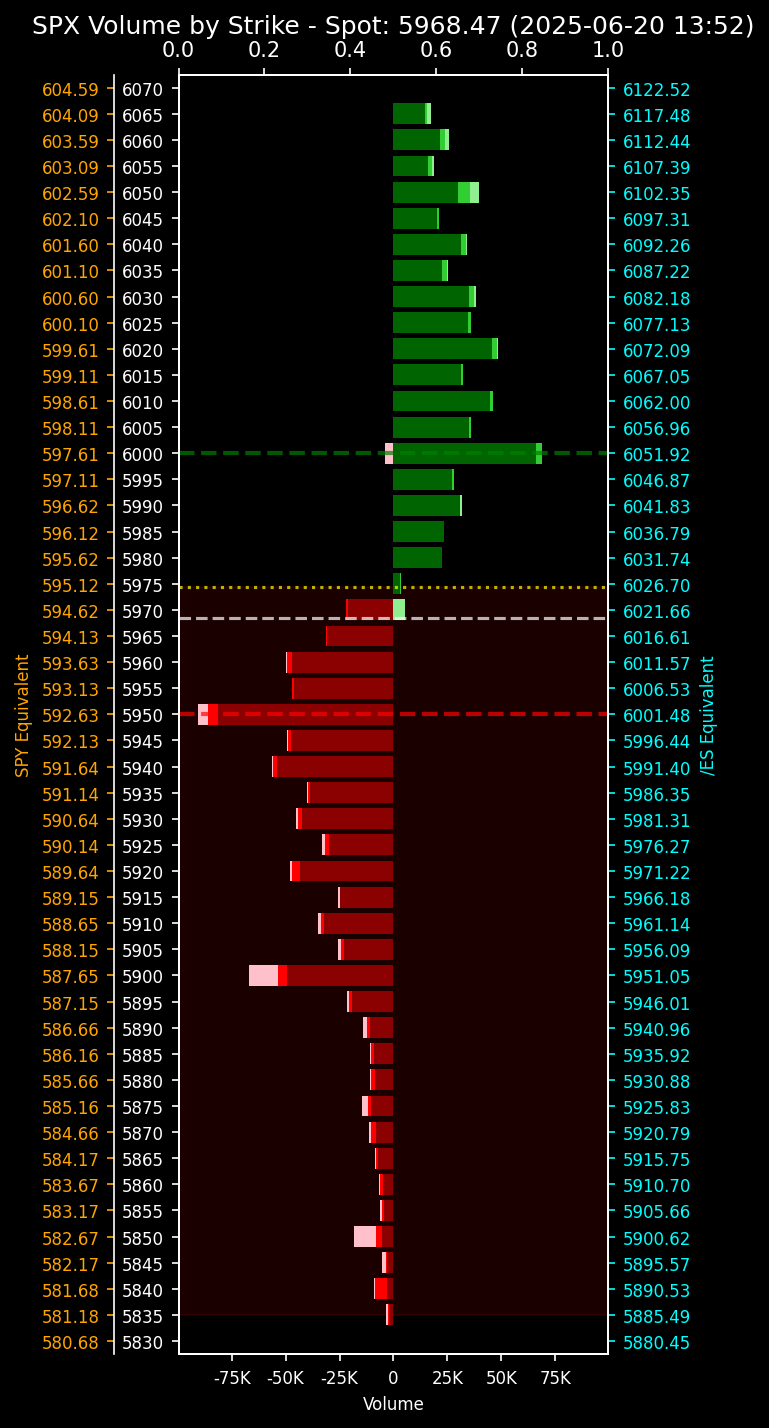 SPX Volume by Strike - Spot: 5968.47 (2025-06-20 13:52)
0.0 0.2 0.4 0.6 0.8 1.0
604.59 6070 6122.52
604.09 6065 6117.48
603.59 6060 6112.44
603.09 6055 6107.39
602.59 6050 6102.35
602.10 6045 6097.31
601.60 6040 6092.26
601.10 6035 6087.22
600.60 6030 6082.18
600.10 6025 6077.13
599.61 6020 6072.09
599.11 6015 6067.05
598.61 6010 6062.00
598.11 6005 6056.96
597.61 6000 6051.92
597.11 5995 6046.87
596.62 5990 6041.83
596.12 5985 6036.79
595.62 5980 6031.74
595.12 5975 6026.70
594.62 5970 6021.66
594.13 5965 6016.61
593.63 5960 6011.57
593.13 5955 6006.53
592.63 5950 6001.48
592.13 5945 5996.44
591.64 5940 5991.40
591.14 5935 5986.35
590.64 5930 5981.31
590.14 5925 5976.27
589.64 5920 5971.22
589.15 5915 5966.18
588.65 5910 5961.14
588.15 5905 5956.09
587.65 5900 5951.05
587.15 5895 5946.01
586.66 5890 5940.96
586.16 5885 5935.92
585.66 5880 5930.88
585.16 5875 5925.83
584.66 5870 5920.79
584.17 5865 5915.75
583.67 5860 5910.70
583.17 5855 5905.66
582.67 5850 5900.62
582.17 5845 5895.57
581.68 5840 5890.53
581.18 5835 5885.49
580.68 5830 5880.45
SPY Equivalent
/ES Equivalent
-75K -50K -25K 0 25K 50K 75K
Volume